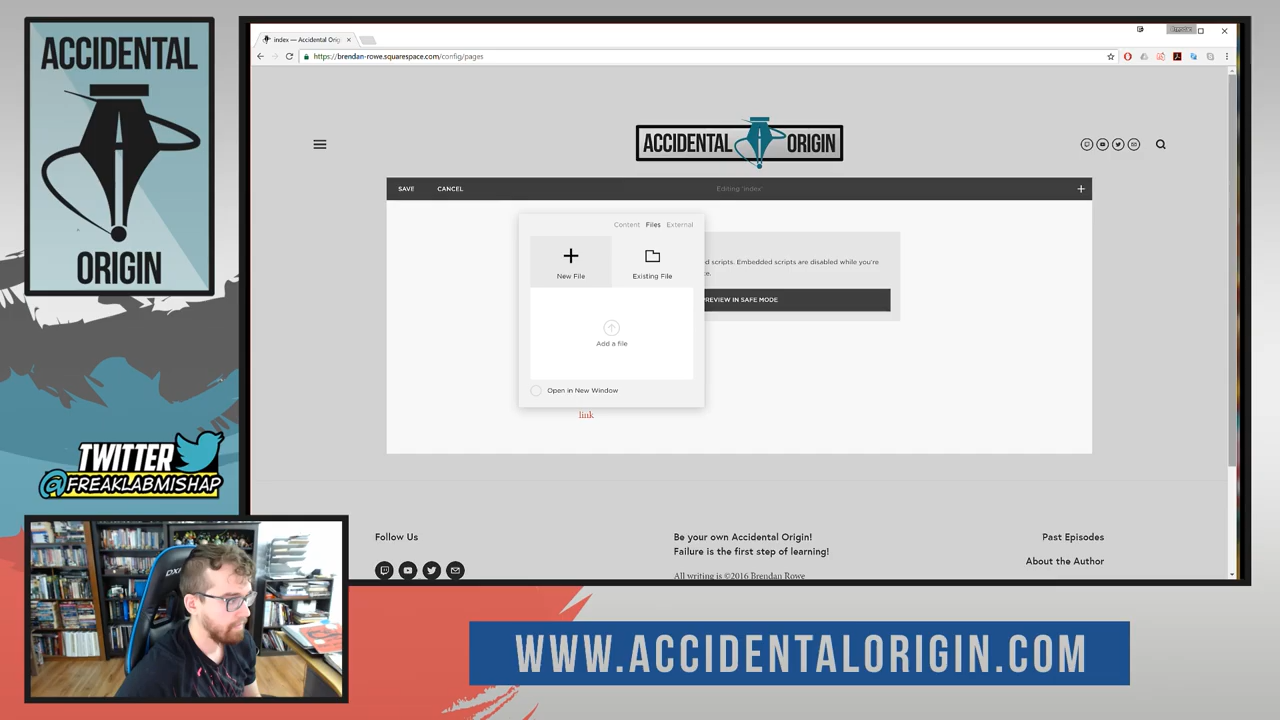 ACCIDENTAL
ORIGIN
TWITTER
@FREAKLABMISHAP
index — Accidental Orig
https://brendan-rowe.squarespace.com/config/pages
ACCIDENTAL ORIGIN
SAVE CANCEL Editing 'index'
Content Files External
New File Existing File
Add a file
Open in New Window
link
ed scripts. Embedded scripts are disabled while you're
e.
PREVIEW IN SAFE MODE
Follow Us
Be your own Accidental Origin!
Failure is the first step of learning!
All writing is ©2016 Brendan Rowe
Past Episodes
About the Author
DX
WWW.ACCIDENTALORIGIN.COM